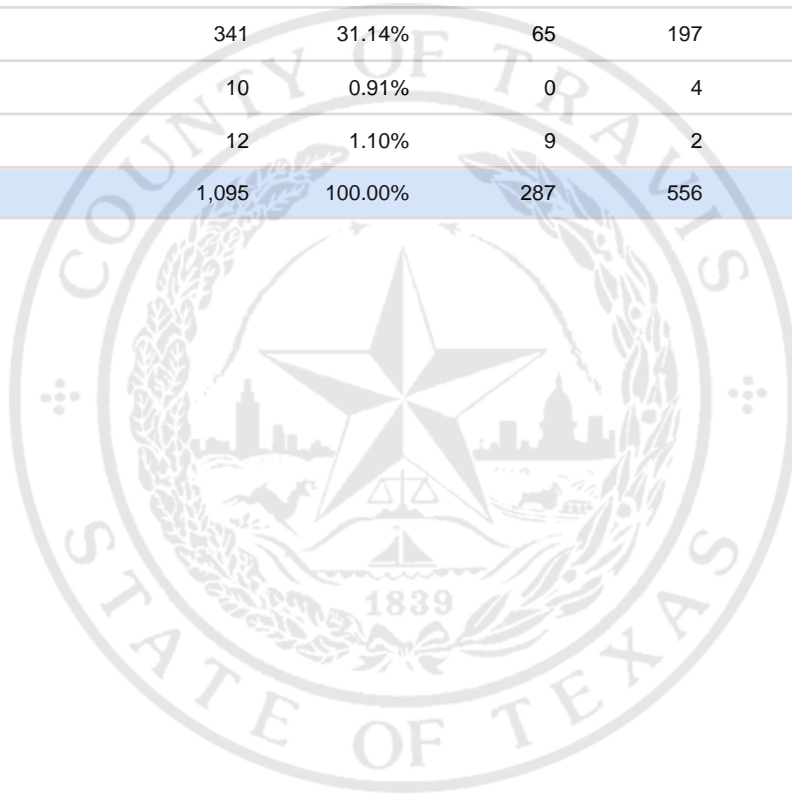 341 31.14% 65 197
10 0.91% 0 4
12 1.10% 9 2
1,095 100.00% 287 556
COUNTY OF TRAVIS
1839
STATE OF TEXAS